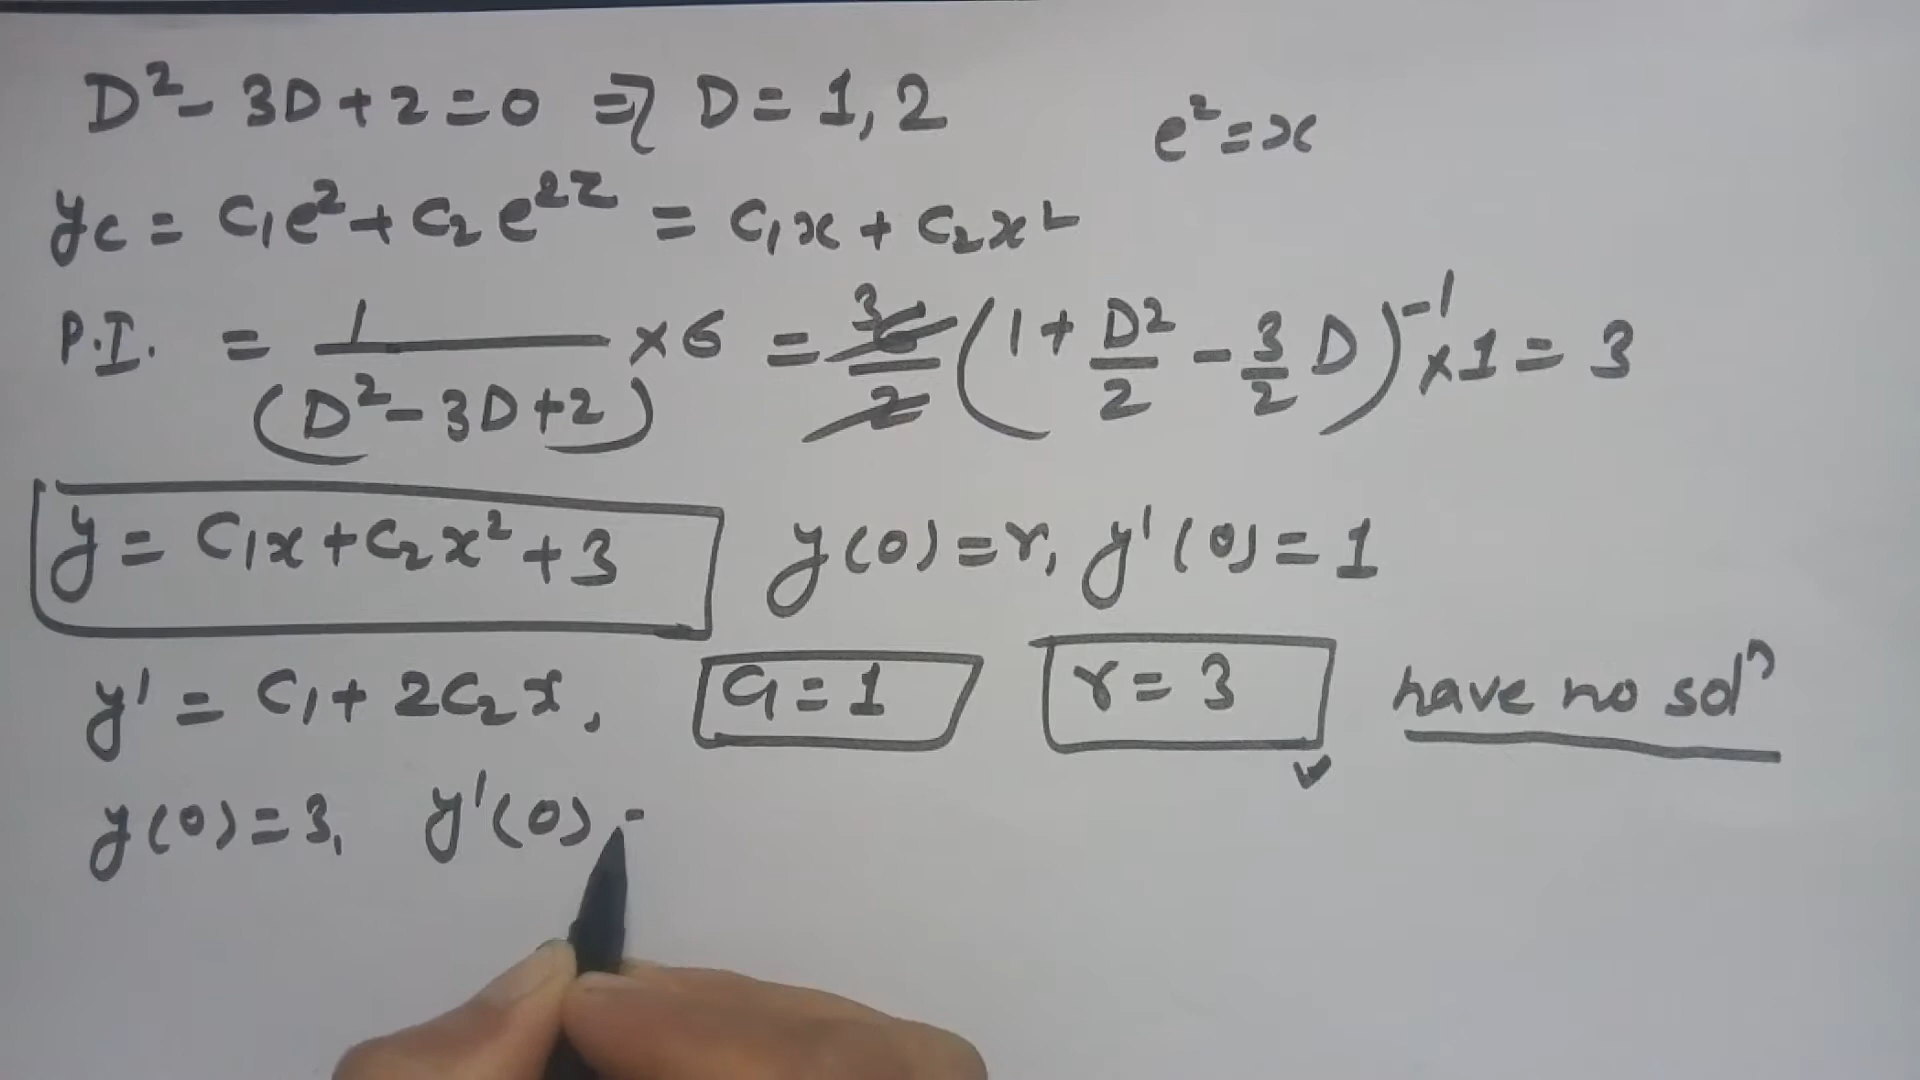 D² - 3D + 2 = 0 ⇒ D = 1, 2 e^z = x
y_c = C₁e^z + C₂e^{2z} = C₁x + C₂x²
P.I. = 1/(D² - 3D + 2) × 6 = 3 6/2 (1 + D²/2 - 3/2 D)⁻¹ × 1 = 3
y = C₁x + C₂x² + 3 y(0) = r, y'(0) = 1
y' = C₁ + 2C₂x, C₁ = 1 r = 3 have no solⁿ
y(0) = 3, y'(0) -